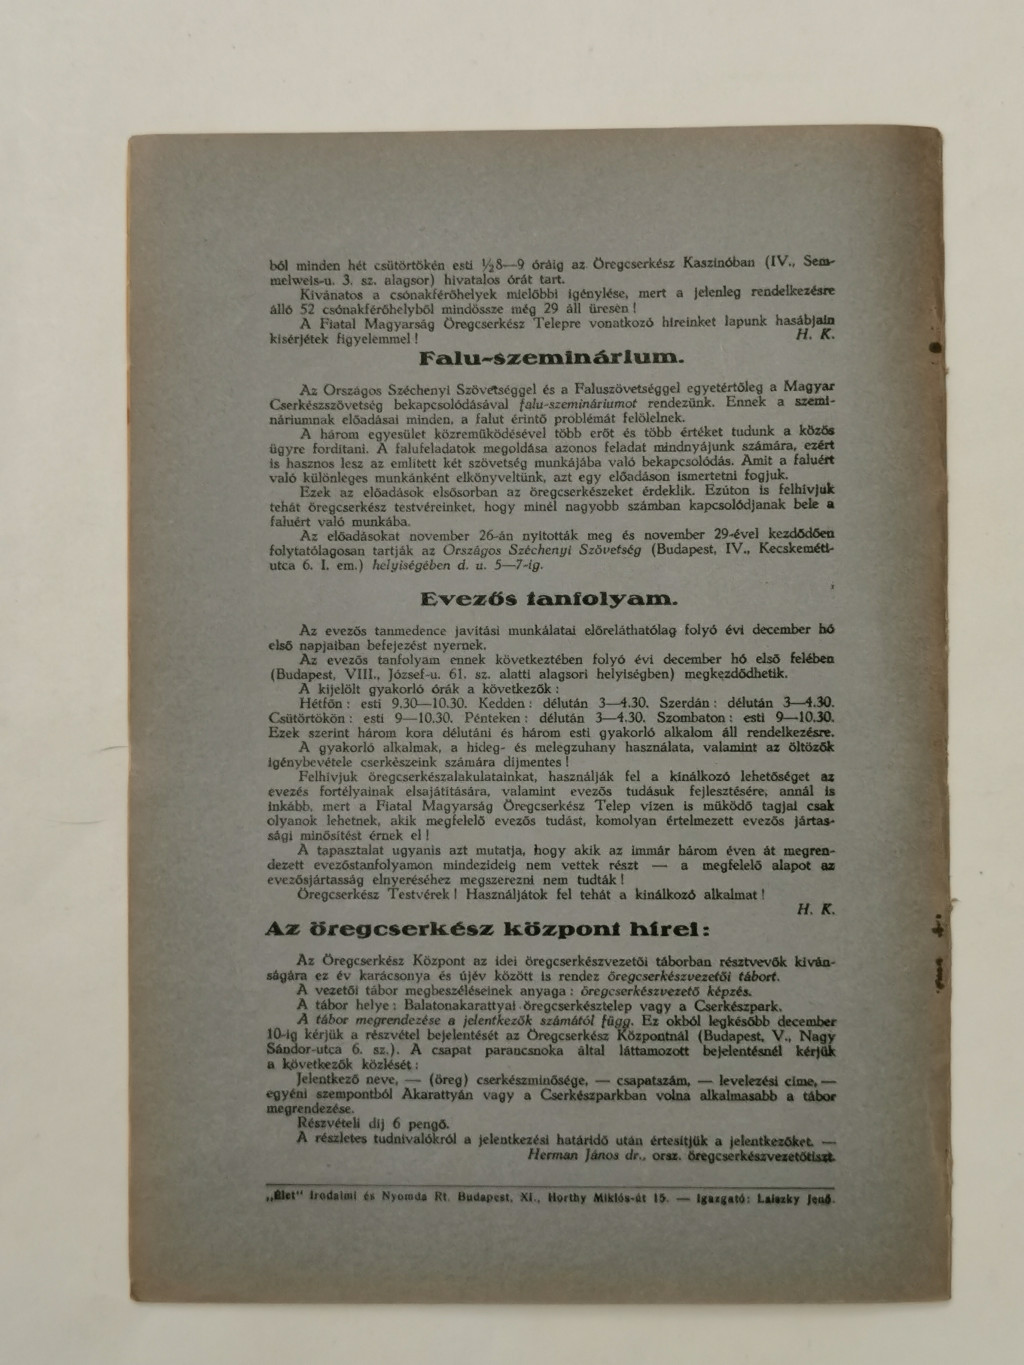 ból minden hét csütörtökén esti ½8—9 óráig az Öregcserkész Kaszinóban (IV., Sem-
melweis-u. 3. sz. alagsor) hivatalos órát tart.
Kívánatos a csónakférőhelyek mielőbbi igénylése, mert a jelenleg rendelkezésre
álló 52 csónakférőhelyből mindössze még 29 áll üresen !
A Fiatal Magyarság Öregcserkész Telepre vonatkozó híreinket lapunk hasábjain
kisérjétek figyelemmel !
H. K.
Falu-szeminárium.
Az Országos Széchenyi Szövetséggel és a Faluszövetséggel egyetértőleg a Magyar
Cserkészszövetség bekapcsolódásával falu-szemináriumot rendezünk. Ennek a szemi-
náriumnak előadásai minden, a falut érintő problémát felölelnek.
A három egyesület közreműködésével több erőt és több értéket tudunk a közös
ügyre fordítani. A falufeladatok megoldása azonos feladat mindnyájunk számára, ezért
is hasznos lesz az említett két szövetség munkájába való bekapcsolódás. Amit a faluért
való különleges munkánként elkönyveltünk, azt egy előadáson ismertetni fogjuk.
Ezek az előadások elsősorban az öregcserkészeket érdeklik. Ezúton is felhívjuk
tehát öregcserkész testvéreinket, hogy minél nagyobb számban kapcsolódjanak bele a
faluért való munkába.
Az előadásokat november 26-án nyitották meg és november 29-ével kezdődően
folytatólagosan tartják az Országos Széchenyi Szövetség (Budapest, IV., Kecskeméti-
utca 6. I. em.) helyiségében d. u. 5—7-ig.
Evezős tanfolyam.
Az evezős tanmedence javítási munkálatai előreláthatólag folyó évi december hó
első napjaiban befejezést nyernek.
Az evezős tanfolyam ennek következtében folyó évi december hó első felében
(Budapest, VIII., József-u. 61. sz. alatti alagsori helyiségben) megkezdődhetik.
A kijelölt gyakorló órák a következők :
Hétfőn : esti 9.30—10.30. Kedden : délután 3—4.30. Szerdán : délután 3—4.30.
Csütörtökön : esti 9—10.30. Pénteken : délután 3—4.30. Szombaton : esti 9—10.30.
Ezek szerint három kora délutáni és három esti gyakorló alkalom áll rendelkezésre.
A gyakorló alkalmak, a hideg- és melegzuhany használata, valamint az öltözők
igénybevétele cserkészeink számára díjmentes !
Felhívjuk öregcserkészalakulatainkat, használják fel a kínálkozó lehetőséget az
evezés fortélyainak elsajátítására, valamint evezős tudásuk fejlesztésére, annál is
inkább, mert a Fiatal Magyarság Öregcserkész Telep vizen is működő tagjai csak
olyanok lehetnek, akik megfelelő evezős tudást, komolyan értelmezett evezős jártas-
sági minősítést érnek el !
A tapasztalat ugyanis azt mutatja, hogy akik az immár három éven át megren-
dezett evezőstanfolyamon mindezideig nem vettek részt — a megfelelő alapot az
evezősjártasság elnyeréséhez megszerezni nem tudták !
Öregcserkész Testvérek ! Használjátok fel tehát a kínálkozó alkalmat !
H. K.
Az öregcserkész központ hírei:
Az Öregcserkész Központ az idei öregcserkészvezetői táborban résztvevők kíván-
ságára ez év karácsonya és újév között is rendez öregcserkészvezetői tábort.
A vezetői tábor megbeszéléseinek anyaga : öregcserkészvezető képzés.
A tábor helye : Balatonakarattyai öregcserkésztelep vagy a Cserkészpark.
A tábor megrendezése a jelentkezők számától függ. Ez okból legkésőbb december
10-ig kérjük a részvétel bejelentését az Öregcserkész Központnál (Budapest, V., Nagy
Sándor-utca 6. sz.). A csapat parancsnoka által láttamozott bejelentésnél kérjük
a következők közlését :
Jelentkező neve, — (öreg) cserkészminősége, — csapatszám, — levelezési címe, —
egyéni szempontból Akarattyán vagy a Cserkészparkban volna alkalmasabb a tábor
megrendezése.
Részvételi díj 6 pengő.
A részletes tudnivalókról a jelentkezési határidő után értesítjük a jelentkezőket. —
Herman János dr., orsz. öregcserkészvezetőtiszt.
„Élet" Irodalmi és Nyomda Rt. Budapest, XI., Horthy Miklós-út 15. — Igazgató: Laiszky Jenő.